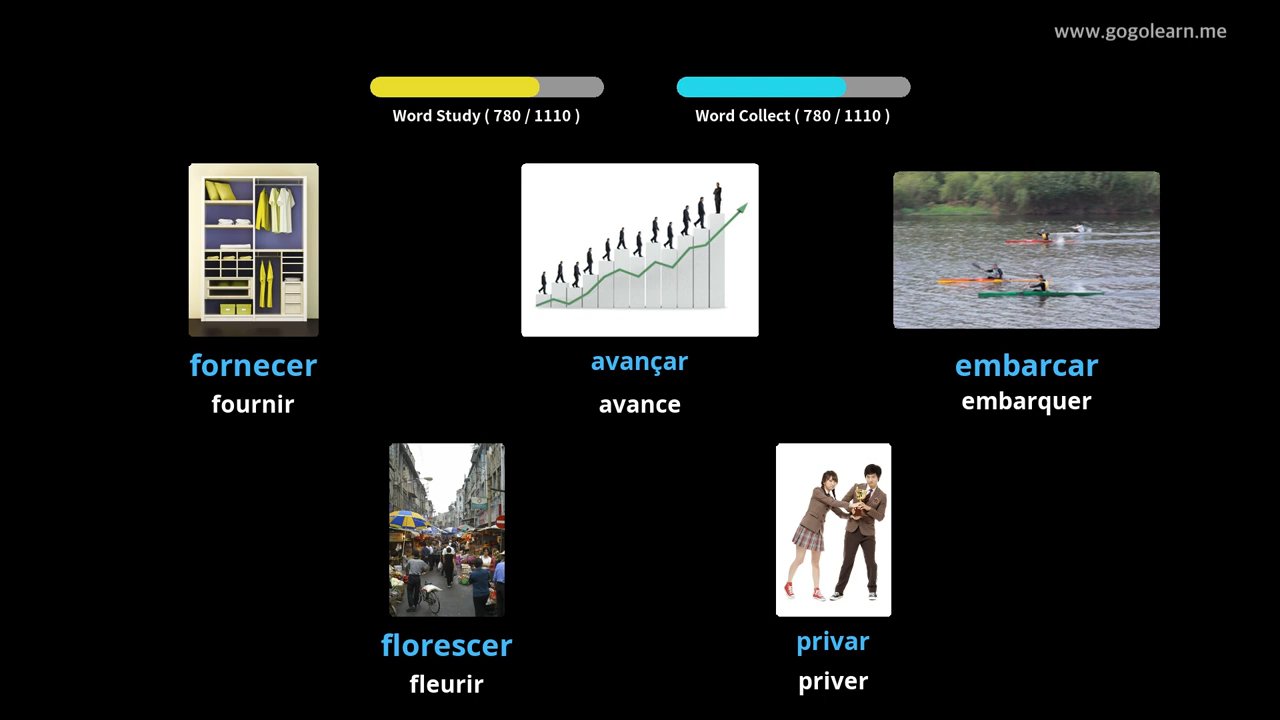 www.gogolearn.me
Word Study ( 780 / 1110 )
Word Collect ( 780 / 1110 )
fornecer
fournir
avançar
avance
embarcar
embarquer
florescer
fleurir
privar
priver